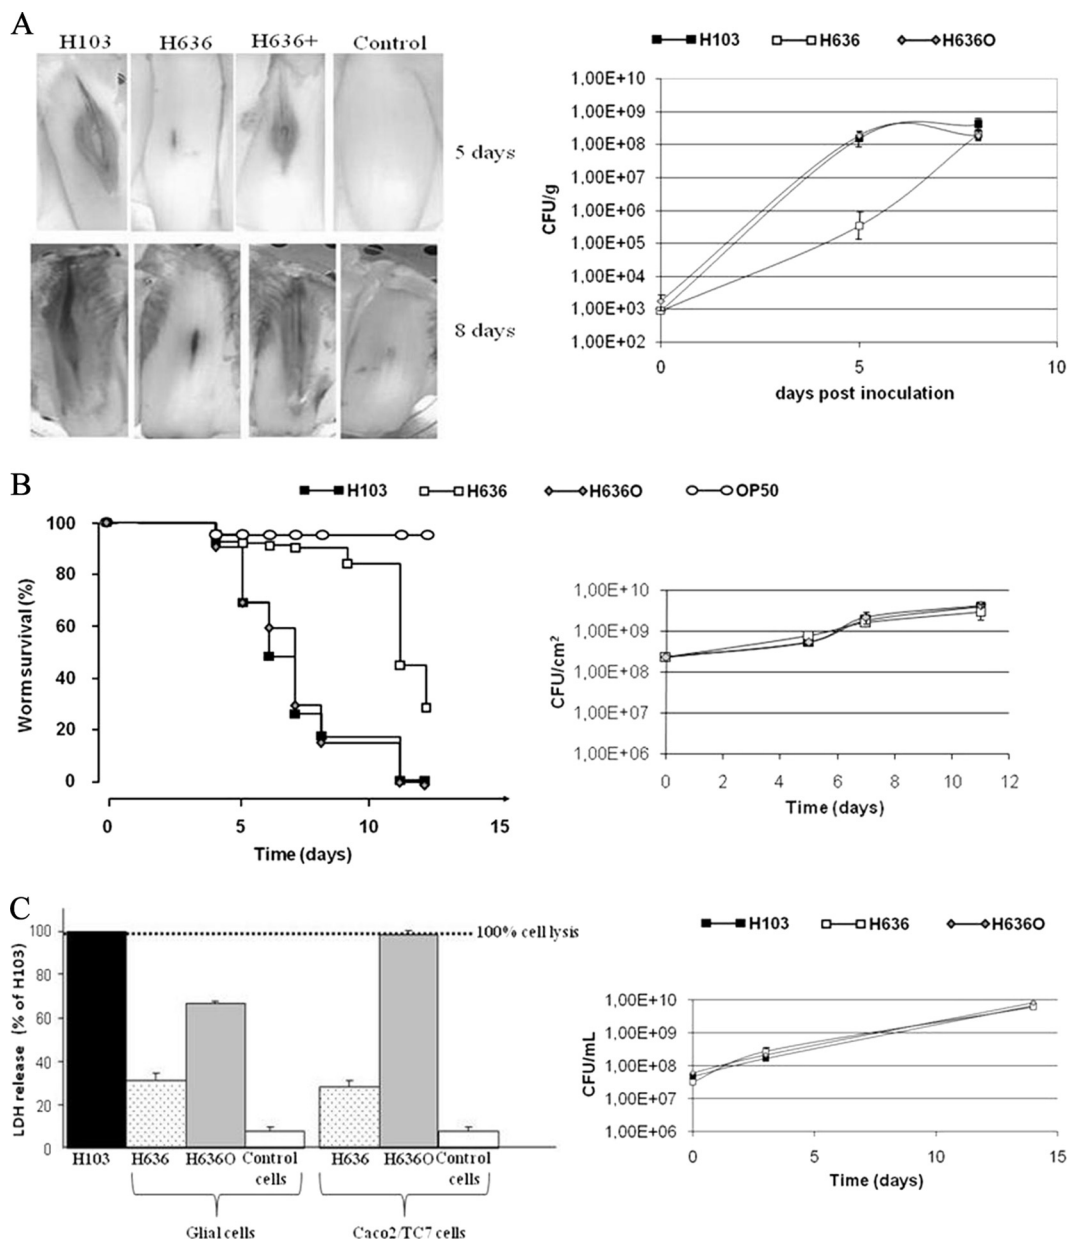 A
H103 H636 H636+ Control
5 days
8 days
H103 H636 H636O
1,00E+10
1,00E+09
1,00E+08
1,00E+07
1,00E+06
1,00E+05
1,00E+04
1,00E+03
1,00E+02
CFU/g
0 5 10
days post inoculation
B
H103 H636 H636O OP50
100
80
60
40
20
0
Worm survival (%)
0 5 10 15
Time (days)
1,00E+10
1,00E+09
1,00E+08
1,00E+07
1,00E+06
CFU/cm²
0 2 4 6 8 10 12
Time (days)
C
100
80
60
40
20
0
LDH release (% of H103)
100% cell lysis
H103 H636 H636O Control cells H636 H636O Control cells
Glial cells Caco2/TC7 cells
H103 H636 H636O
1,00E+10
1,00E+09
1,00E+08
1,00E+07
1,00E+06
CFU/mL
0 5 10 15
Time (days)